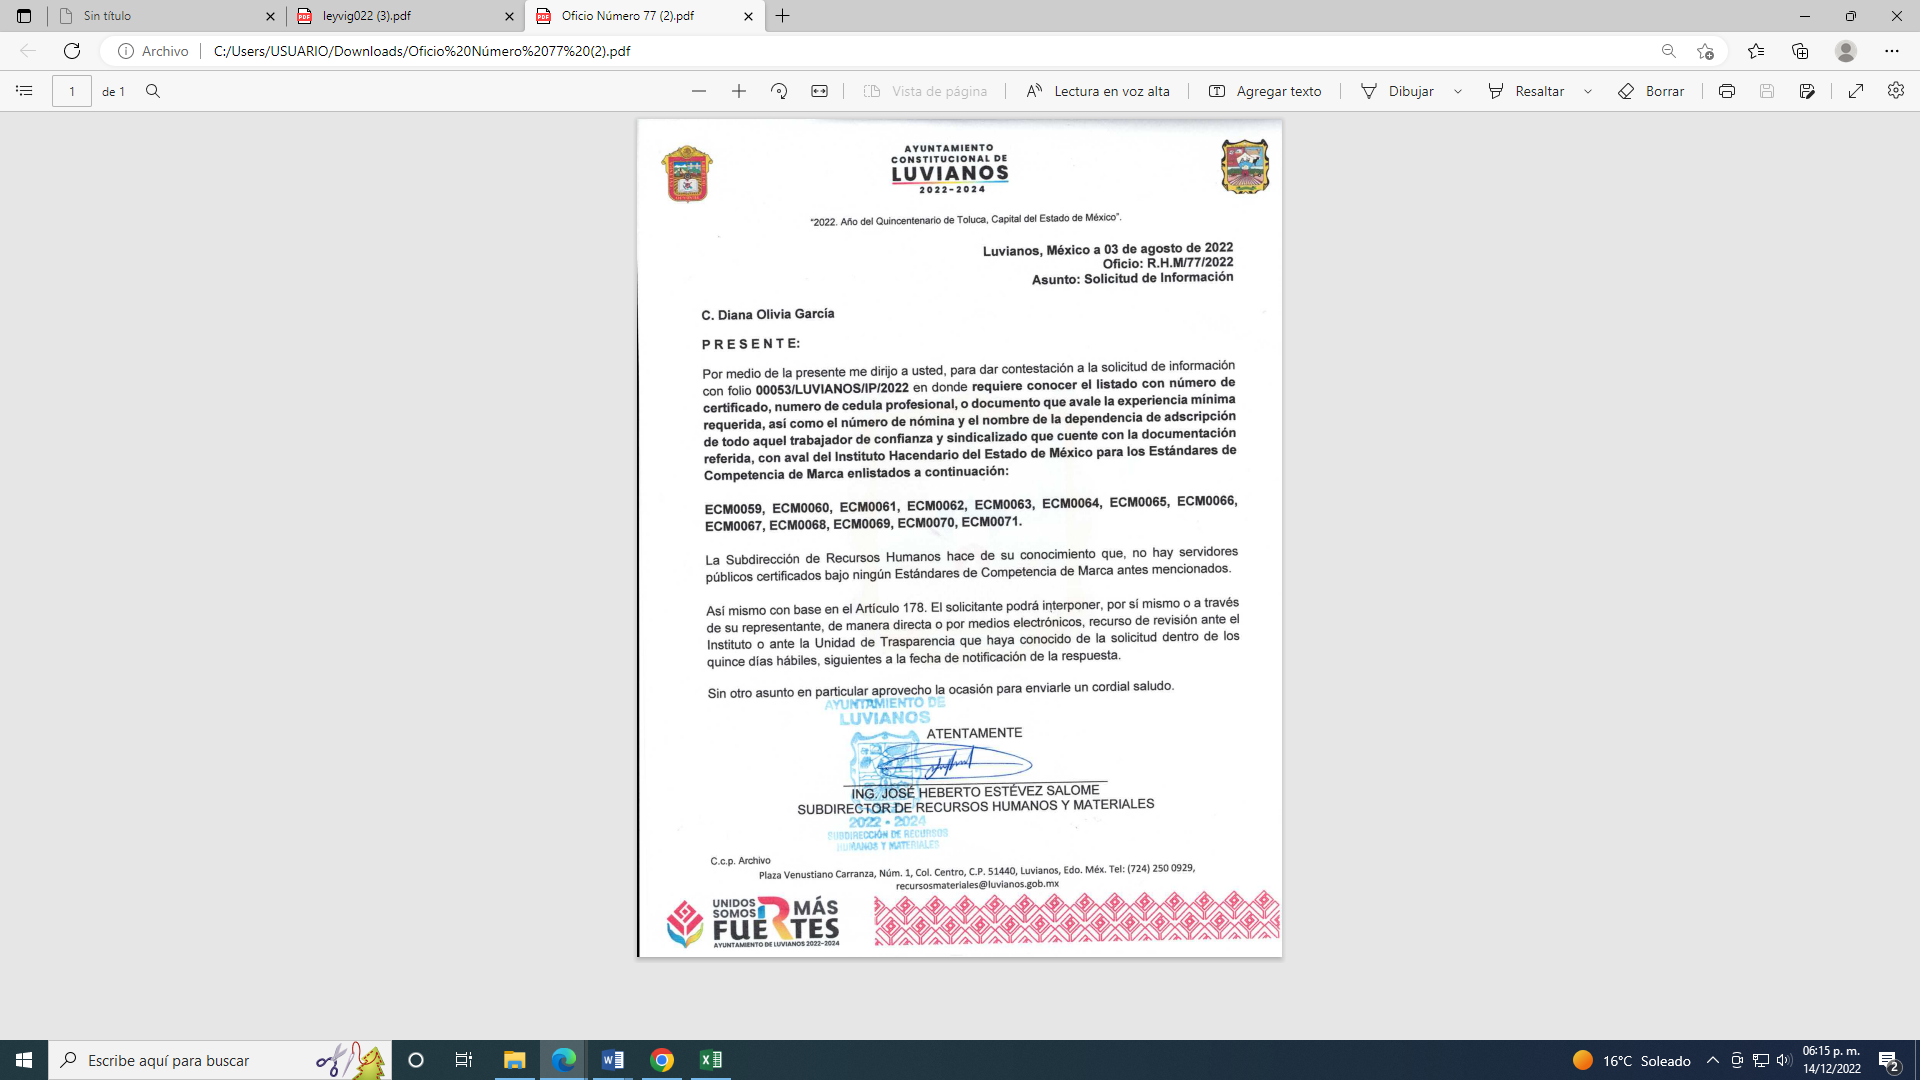 Sin título
leyvig022 (3).pdf
Oficio Número 77 (2).pdf
Archivo
C:/Users/USUARIO/Downloads/Oficio%20Número%2077%20(2).pdf
1 de 1
Vista de página
Lectura en voz alta
Agregar texto
Dibujar
Resaltar
Borrar
AYUNTAMIENTO
CONSTITUCIONAL DE
LUVIANOS
2022-2024
"2022. Año del Quincentenario de Toluca, Capital del Estado de México".
Luvianos, México a 03 de agosto de 2022
Oficio: R.H.M/77/2022
Asunto: Solicitud de Información
C. Diana Olivia García
P R E S E N T E:
Por medio de la presente me dirijo a usted, para dar contestación a la solicitud de información
con folio 00053/LUVIANOS/IP/2022 en donde requiere conocer el listado con número de
certificado, numero de cedula profesional, o documento que avale la experiencia mínima
requerida, así como el número de nómina y el nombre de la dependencia de adscripción
de todo aquel trabajador de confianza y sindicalizado que cuente con la documentación
referida, con aval del Instituto Hacendario del Estado de México para los Estándares de
Competencia de Marca enlistados a continuación:
ECM0059, ECM0060, ECM0061, ECM0062, ECM0063, ECM0064, ECM0065, ECM0066,
ECM0067, ECM0068, ECM0069, ECM0070, ECM0071.
La Subdirección de Recursos Humanos hace de su conocimiento que, no hay servidores
públicos certificados bajo ningún Estándares de Competencia de Marca antes mencionados.
Así mismo con base en el Artículo 178. El solicitante podrá interponer, por sí mismo o a través
de su representante, de manera directa o por medios electrónicos, recurso de revisión ante el
Instituto o ante la Unidad de Trasparencia que haya conocido de la solicitud dentro de los
quince días hábiles, siguientes a la fecha de notificación de la respuesta.
Sin otro asunto en particular aprovecho la ocasión para enviarle un cordial saludo.
AYUNTAMIENTO DE
LUVIANOS
ATENTAMENTE
ING. JOSÉ HEBERTO ESTÉVEZ SALOME
SUBDIRECTOR DE RECURSOS HUMANOS Y MATERIALES
2022 - 2024
SUBDIRECCIÓN DE RECURSOS
HUMANOS Y MATERIALES
C.c.p. Archivo
Plaza Venustiano Carranza, Núm. 1, Col. Centro, C.P. 51440, Luvianos, Edo. Méx. Tel: (724) 250 0929,
recursosmateriales@luvianos.gob.mx
UNIDOS
SOMOS MÁS
FUERTES
AYUNTAMIENTO DE LUVIANOS 2022-2024
Escribe aquí para buscar
16°C Soleado
06:15 p. m.
14/12/2022
2